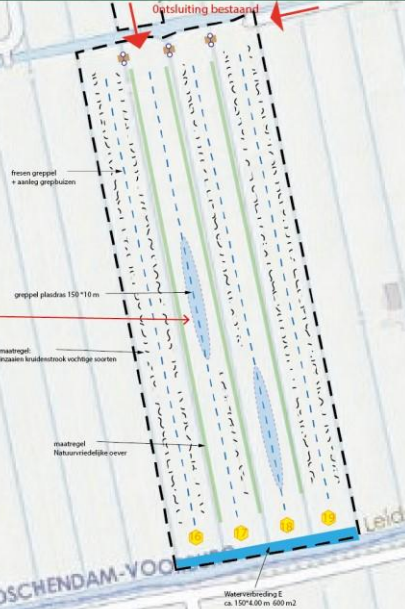 Ontsluiting bestaand
fresen greppel
+ aanleg grepbuizen
greppel plasdras 150 *10 m
maatregel:
inzaaien kruidenstrook vochtige soorten
maatregel
Natuurvriedelijke oever
16
17
18
19
Leid
OSCHENDAM-VOO
Waterverbreding E
ca. 150*4.00 m 600 m2